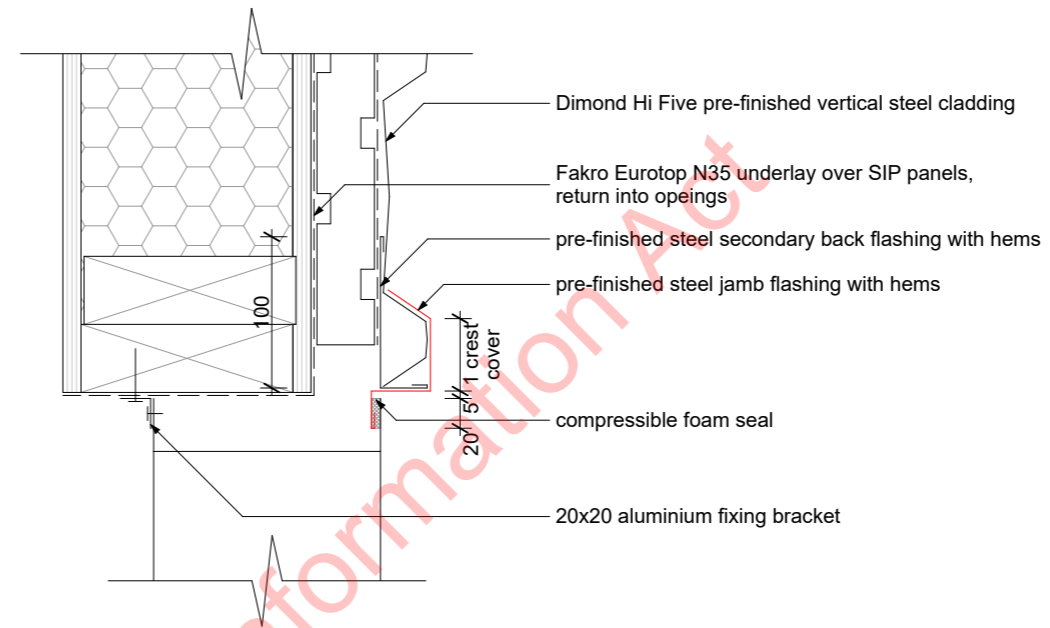 Dimond Hi Five pre-finished vertical steel cladding
Fakro Eurotop N35 underlay over SIP panels,
return into opeings
pre-finished steel secondary back flashing with hems
pre-finished steel jamb flashing with hems
100
1 crest
cover
5
20
compressible foam seal
20x20 aluminium fixing bracket
formation Act